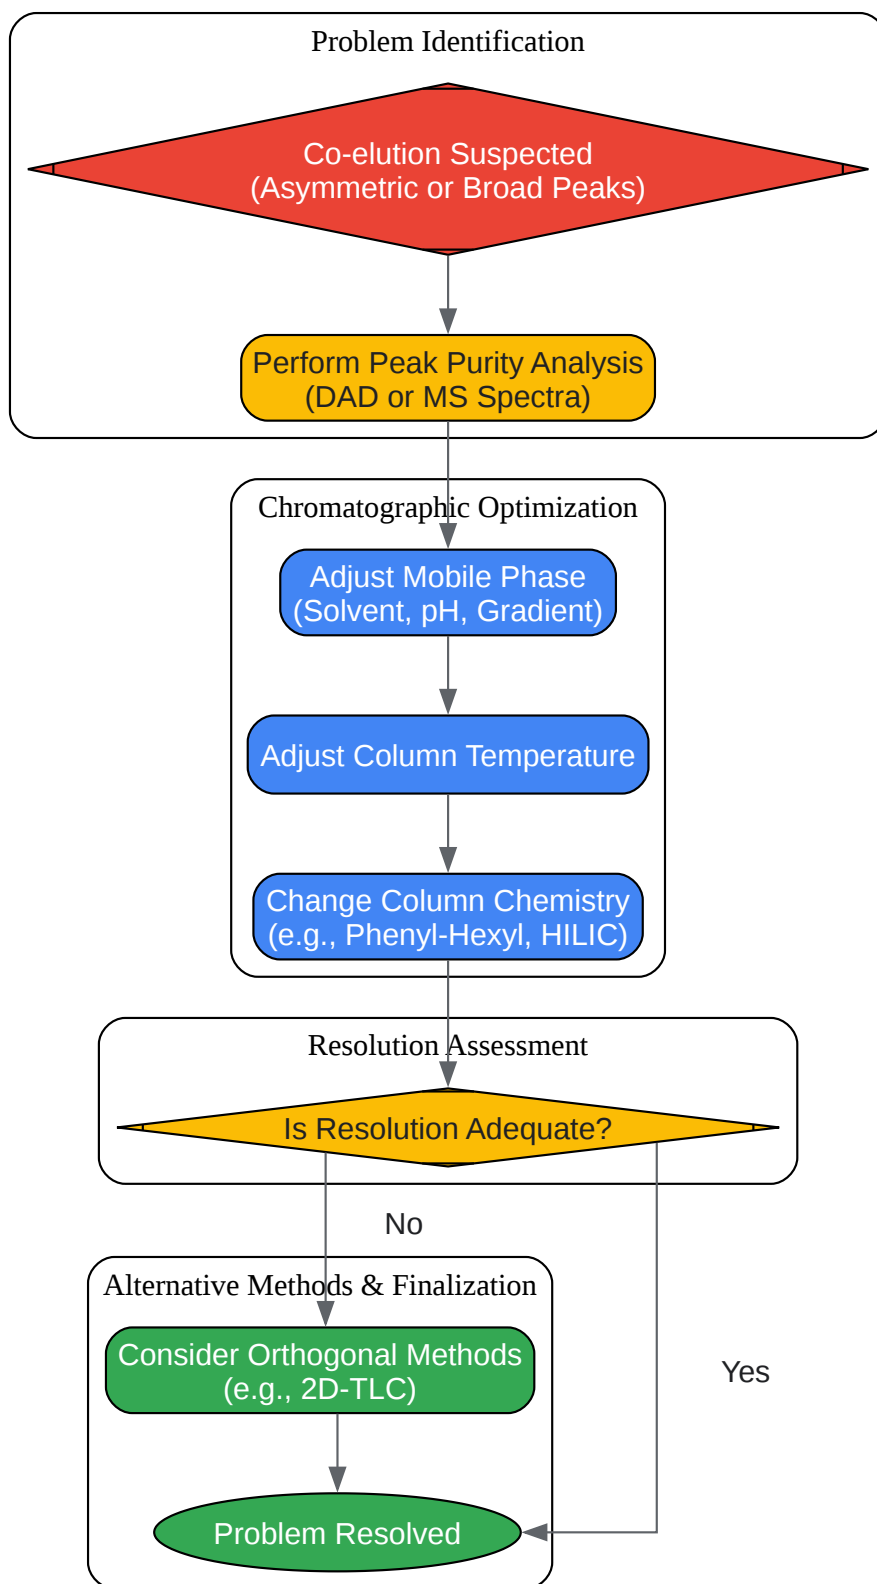 Problem Identification
Co-elution Suspected
(Asymmetric or Broad Peaks)
Perform Peak Purity Analysis
(DAD or MS Spectra)
Chromatographic Optimization
Adjust Mobile Phase
(Solvent, pH, Gradient)
Adjust Column Temperature
Change Column Chemistry
(e.g., Phenyl-Hexyl, HILIC)
Resolution Assessment
Is Resolution Adequate?
No
Alternative Methods & Finalization
Consider Orthogonal Methods
(e.g., 2D-TLC)
Yes
Problem Resolved